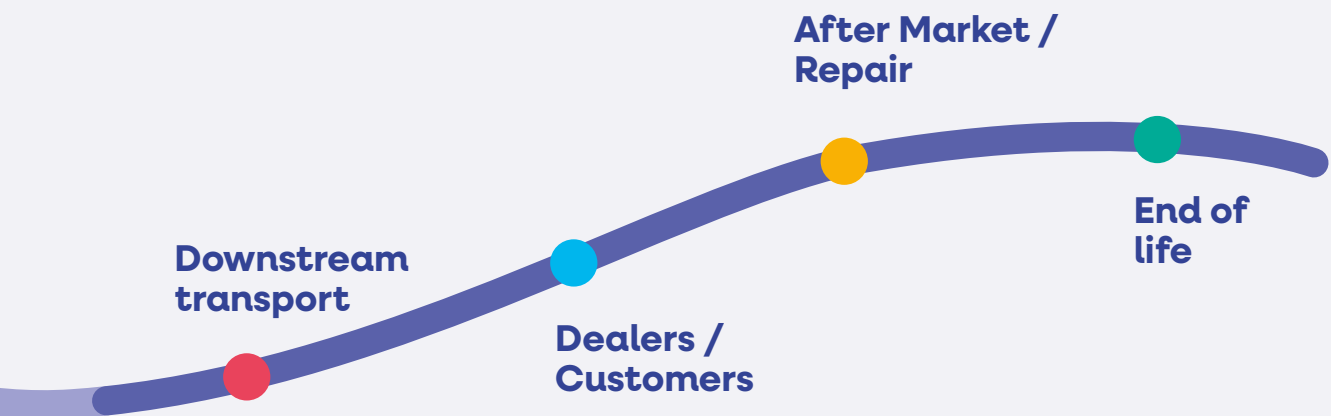 After Market /
Repair
Downstream
transport
Dealers /
Customers
End of
life